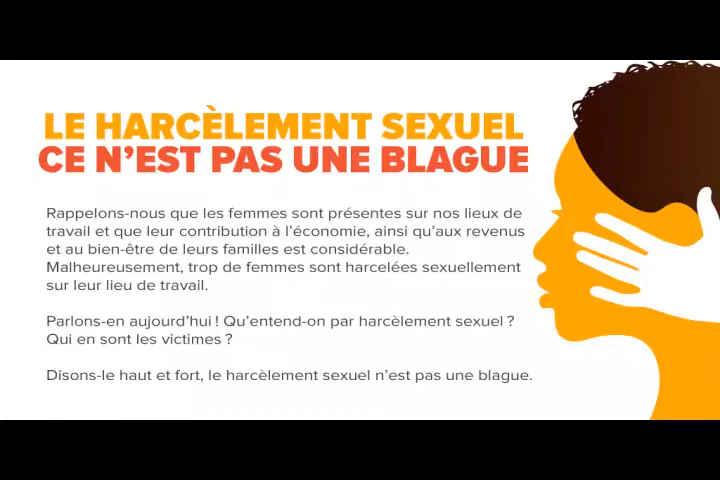 LE HARCÈLEMENT SEXUEL
CE N’EST PAS UNE BLAGUE
Rappelons-nous que les femmes sont présentes sur nos lieux de
travail et que leur contribution à l’économie, ainsi qu’aux revenus
et au bien-être de leurs familles est considérable.
Malheureusement, trop de femmes sont harcelées sexuellement
sur leur lieu de travail.
Parlons-en aujourd’hui ! Qu’entend-on par harcèlement sexuel ?
Qui en sont les victimes ?
Disons-le haut et fort, le harcèlement sexuel n’est pas une blague.